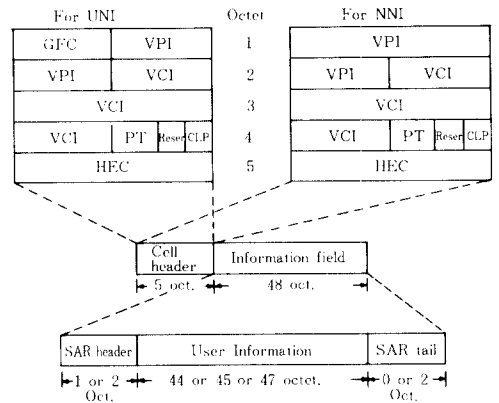 For UNI Octet For NNI
GFC VPI 1 VPI
VPI VCI 2 VPI VCI
VCI 3 VCI
VCI PT Reser CLP 4 VCI PT Reser CLP
HEC 5 HEC
Cell header Information field
5 oct. 48 oct.
SAR header User Information SAR tail
1 or 2 Oct. 44 or 45 or 47 octet. 0 or 2 Oct.